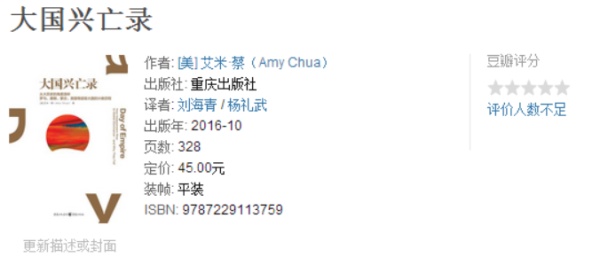 大国兴亡录
大国兴亡录
Day of Empire
作者: [美] 艾米·蔡（Amy Chua）
出版社: 重庆出版社
译者: 刘海青 / 杨礼武
出版年: 2016-10
页数: 328
定价: 45.00元
装帧: 平装
ISBN: 9787229113759
豆瓣评分
评价人数不足
更新描述或封面